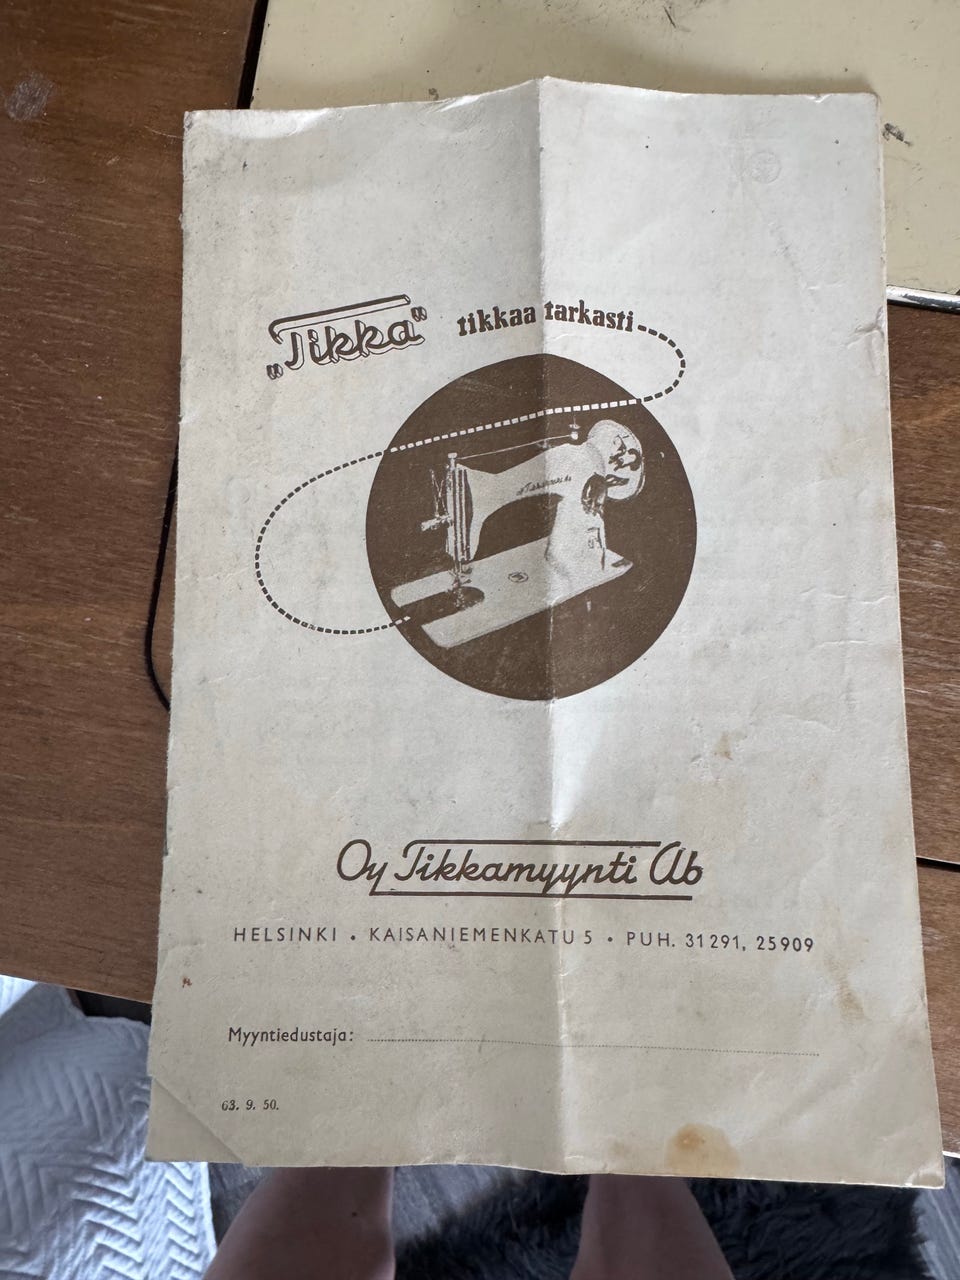 „Tikka” tikkaa tarkasti
Oy Tikkamyynti Ab
HELSINKI • KAISANIEMENKATU 5 • PUH. 31291, 25909
Myyntiedustaja:
63. 9. 50.